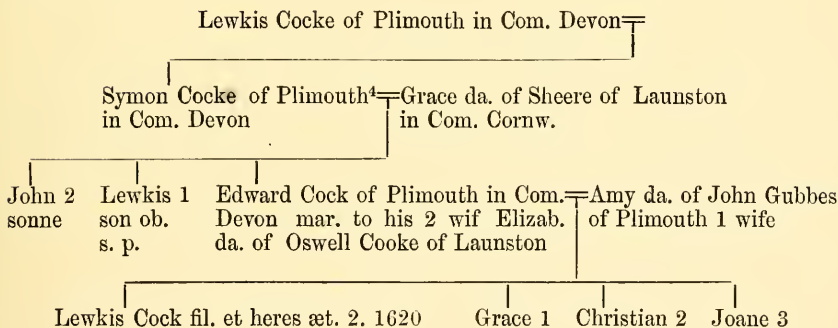 Lewkis Cocke of Plimouth in Com. Devon
Symon Cocke of Plimouth⁴
in Com. Devon
Grace da. of Sheere of Launston
in Com. Cornw.
John 2
sonne
Lewkis 1
son ob.
s. p.
Edward Cock of Plimouth in Com.
Devon mar. to his 2 wif Elizab.
da. of Oswell Cooke of Launston
Amy da. of John Gubbes
of Plimouth 1 wife
Lewkis Cock fil. et heres æt. 2. 1620
Grace 1
Christian 2
Joane 3